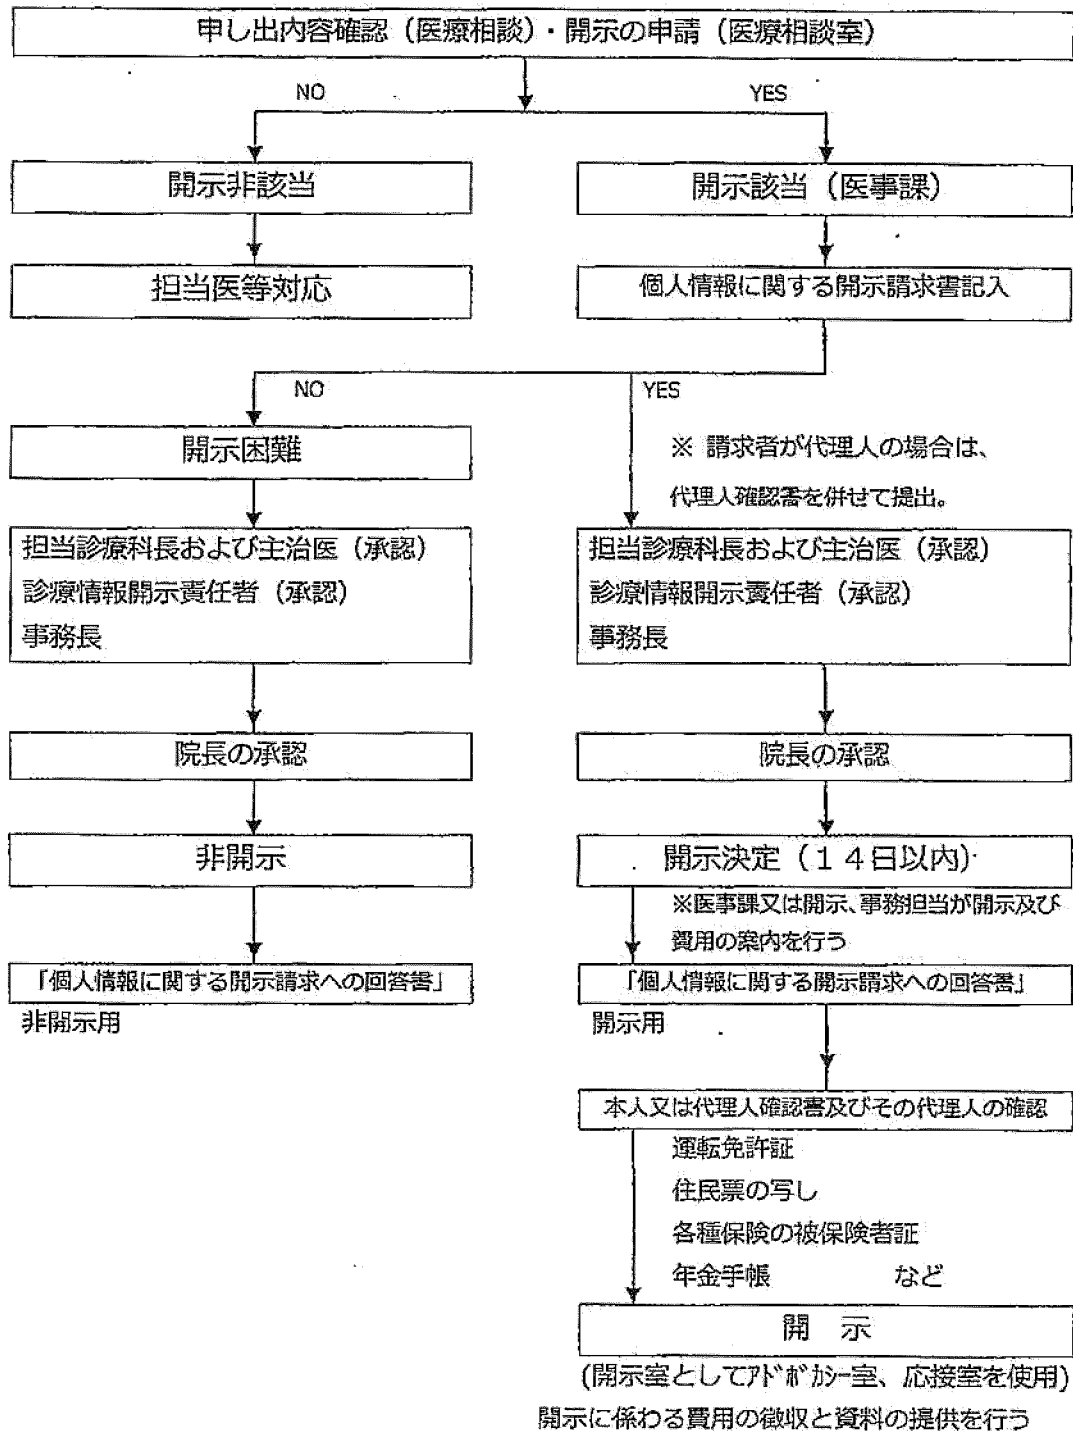 申し出内容確認（医療相談）・開示の申請（医療相談室）
NO
YES
開示非該当
開示該当（医事課）
担当医等対応
個人情報に関する開示請求書記入
NO
YES
開示困難
※ 請求者が代理人の場合は、
代理人確認書を併せて提出。
担当診療科長および主治医（承認）
診療情報開示責任者（承認）
事務長
担当診療科長および主治医（承認）
診療情報開示責任者（承認）
事務長
院長の承認
院長の承認
非開示
開示決定（１４日以内）
※医事課又は開示、事務担当が開示及び
費用の案内を行う
「個人情報に関する開示請求への回答書」
非開示用
「個人情報に関する開示請求への回答書」
開示用
本人又は代理人確認書及びその代理人の確認
運転免許証
住民票の写し
各種保険の被保険者証
年金手帳　　　　など
開　示
(開示室としてｱﾄﾞﾎﾞｶｼｰ室、応接室を使用)
開示に係わる費用の徴収と資料の提供を行う